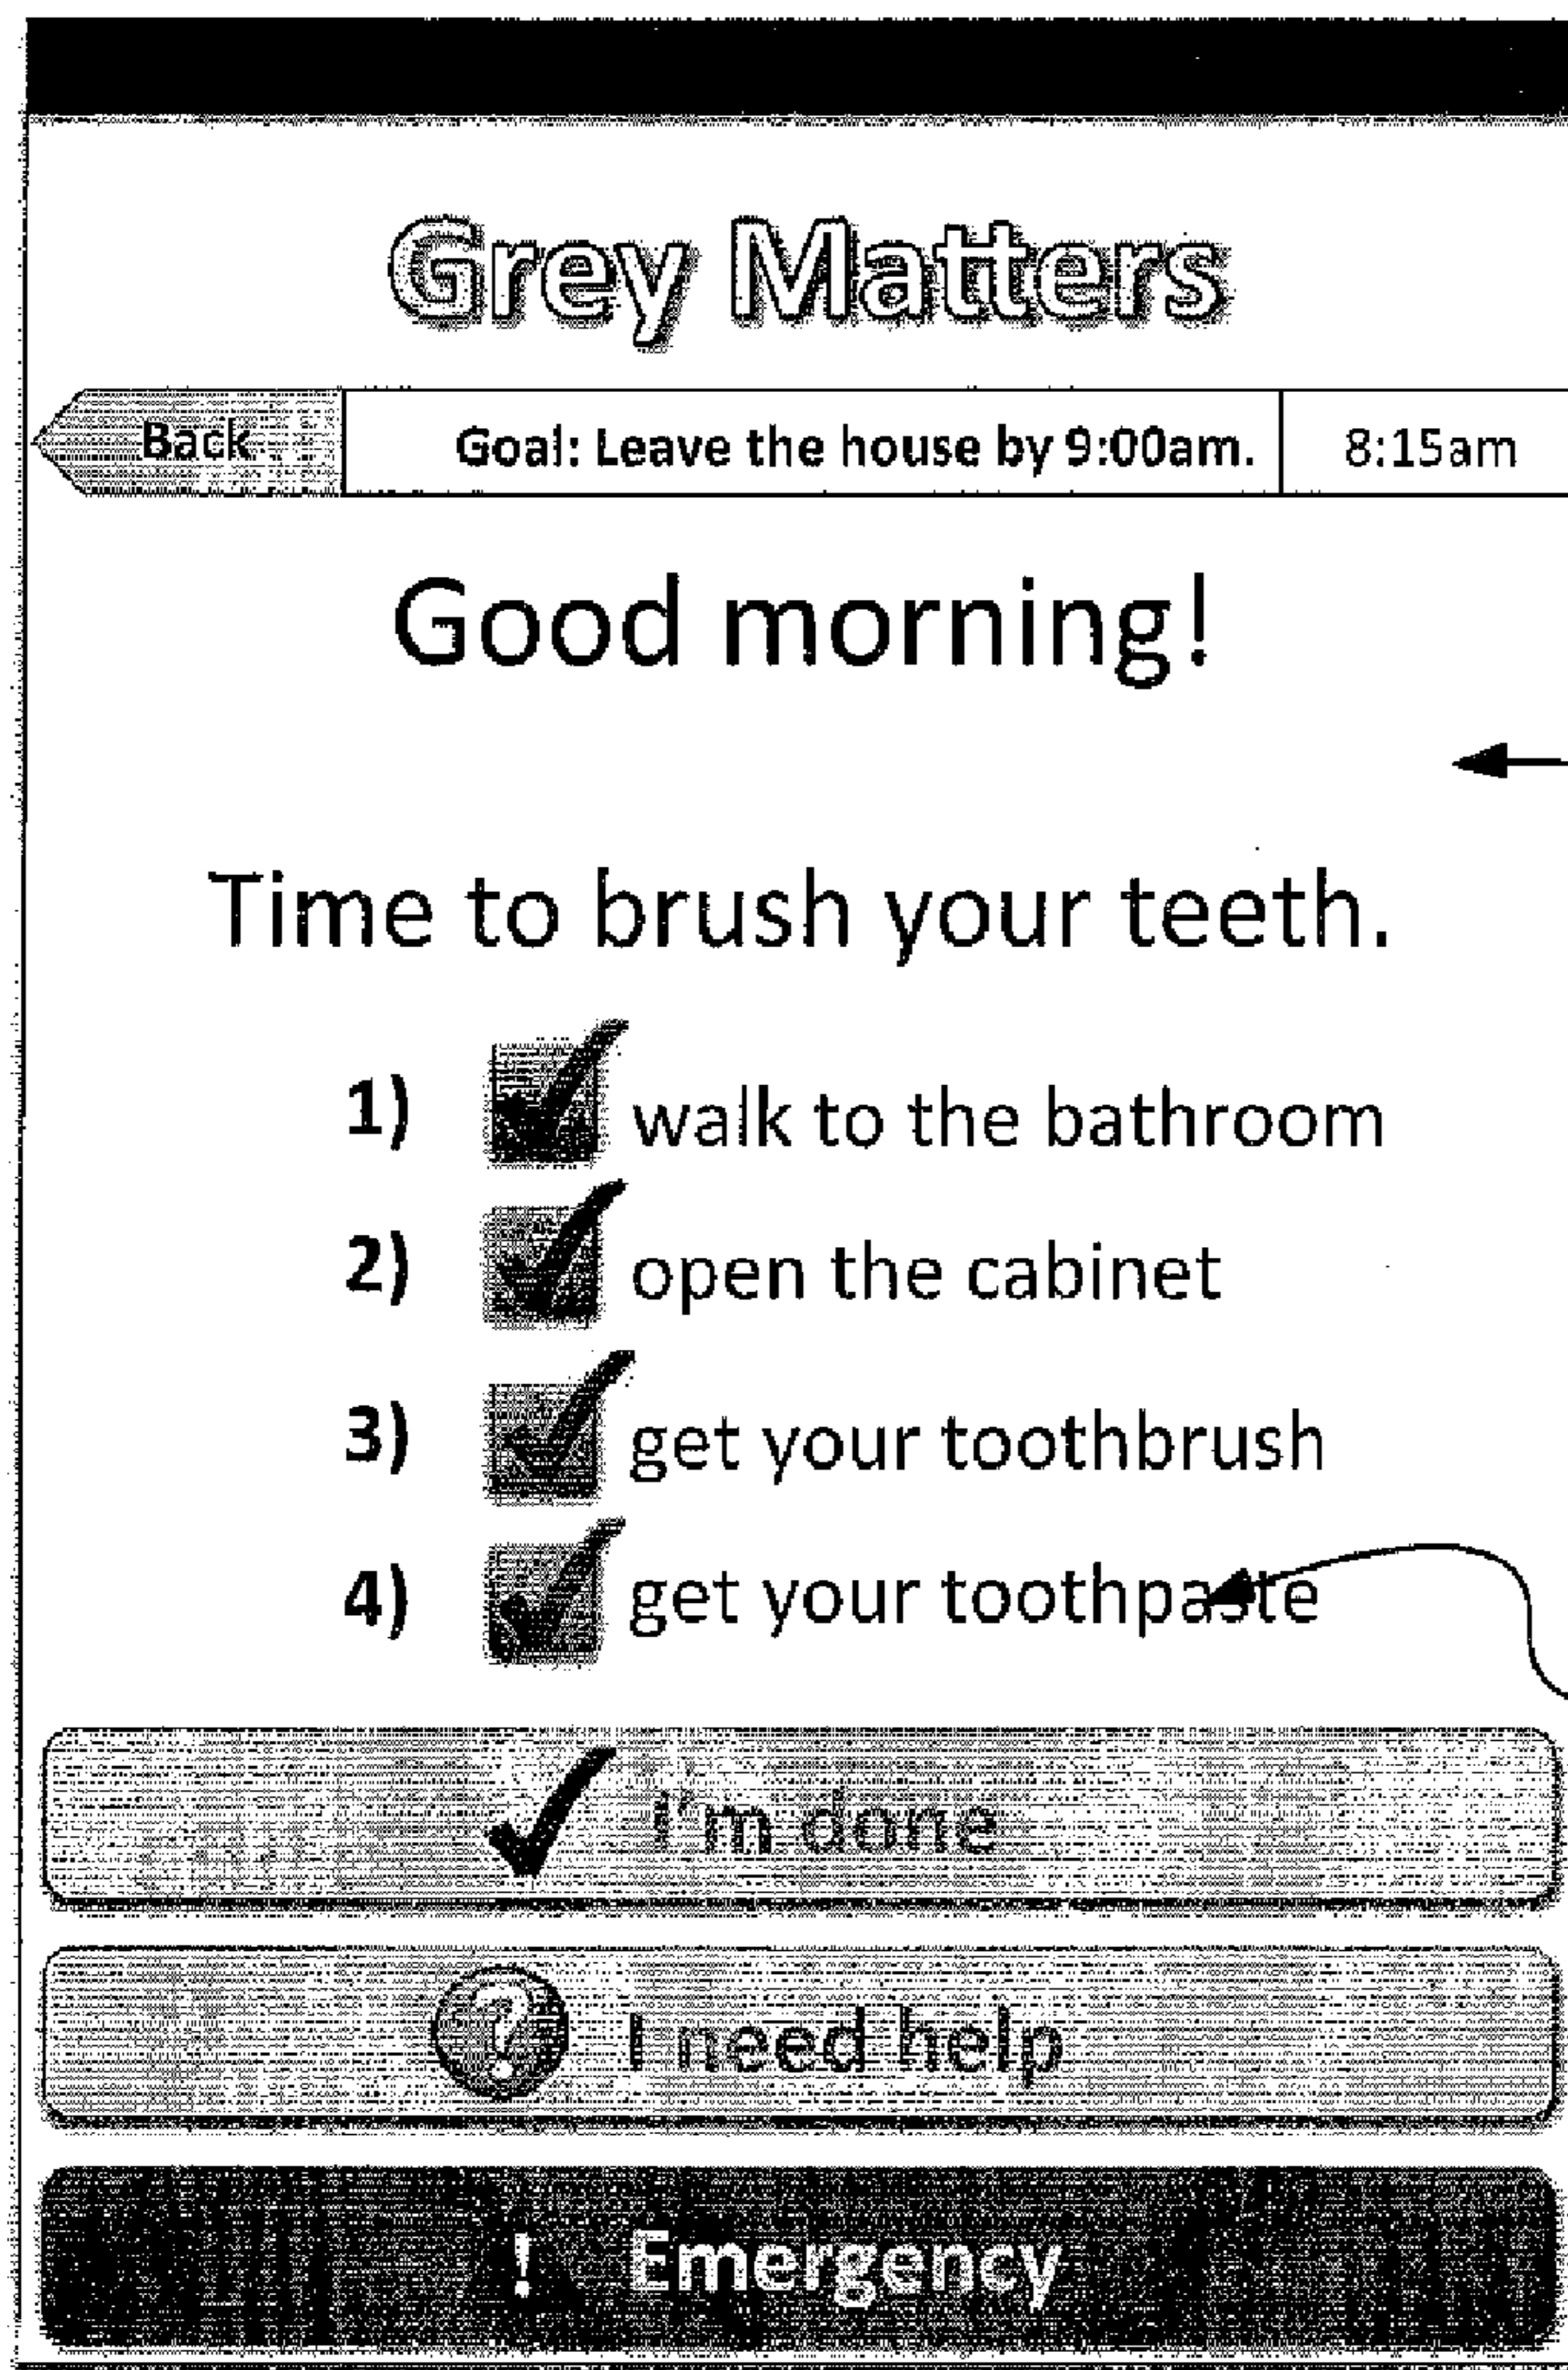 Grey Matters
Back Goal: Leave the house by 9:00am. 8:15am
Good morning!
Time to brush your teeth.
1) walk to the bathroom
2) open the cabinet
3) get your toothbrush
4) get your toothpaste
I'm done
? I need help
! Emergency